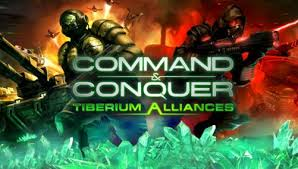 COMMAND
&
CONQUER
TIBERIUM ALLIANCES